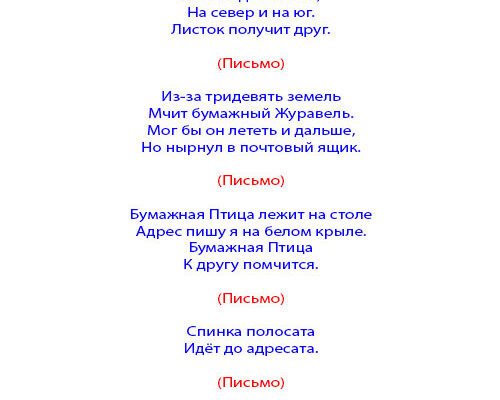 На север и на юг.
Листок получит друг.
(Письмо)
Из-за тридевять земель
Мчит бумажный Журавель.
Мог бы он лететь и дальше,
Но нырнул в почтовый ящик.
(Письмо)
Бумажная Птица лежит на столе
Адрес пишу я на белом крыле.
Бумажная Птица
К другу помчится.
(Письмо)
Спинка полосата
Идёт до адресата.
(Письмо)